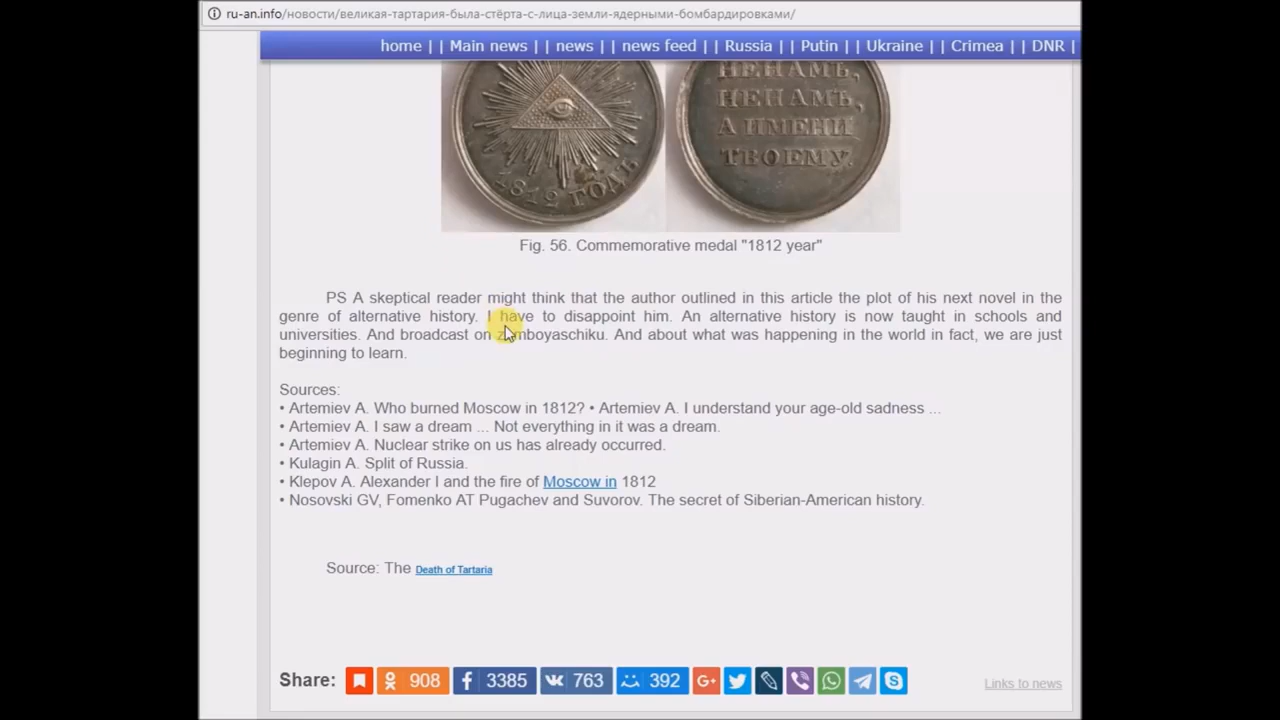 ru-an.info/новости/великая-тартария-была-стёрта-с-лица-земли-ядерными-бомбардировками/
home | | Main news | | news | | news feed | | Russia | | Putin | | Ukraine | | Crimea | | DNR |
НЕНАМЪ,
НЕНАМЪ,
А ИМЕНИ
ТВОЕМУ.
1812 ГОДЪ
Fig. 56. Commemorative medal "1812 year"
PS A skeptical reader might think that the author outlined in this article the plot of his next novel in the
genre of alternative history. I have to disappoint him. An alternative history is now taught in schools and
universities. And broadcast on zomboyaschiku. And about what was happening in the world in fact, we are just
beginning to learn.
Sources:
• Artemiev A. Who burned Moscow in 1812? • Artemiev A. I understand your age-old sadness ...
• Artemiev A. I saw a dream ... Not everything in it was a dream.
• Artemiev A. Nuclear strike on us has already occurred.
• Kulagin A. Split of Russia.
• Klepov A. Alexander I and the fire of Moscow in 1812
• Nosovski GV, Fomenko AT Pugachev and Suvorov. The secret of Siberian-American history.
Source: The Death of Tartaria
Share: 908 3385 763 392 G+
Links to news